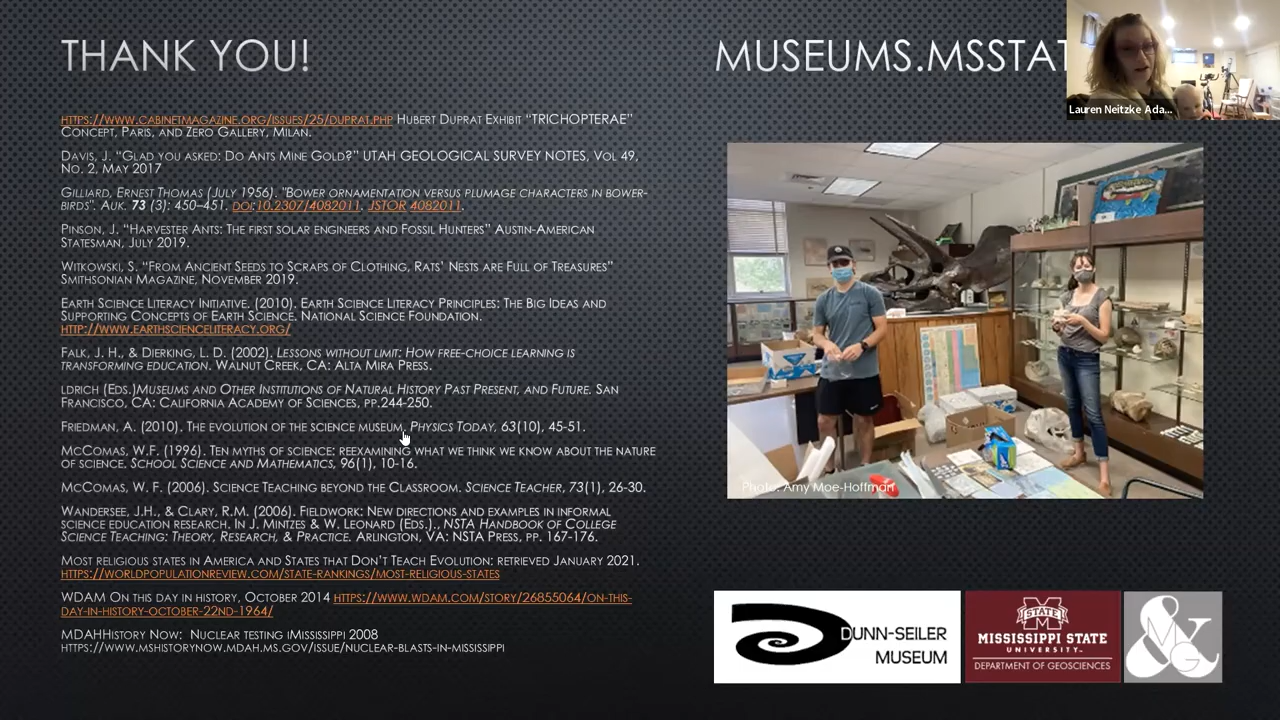 THANK YOU!
MUSEUMS.MSSTAT
Lauren Neitzke Ada...
HTTPS://WWW.CABINETMAGAZINE.ORG/ISSUES/25/DUPRAT.PHP HUBERT DUPRAT EXHIBIT “TRICHOPTERAE”
CONCEPT, PARIS, AND ZERO GALLERY, MILAN.
DAVIS, J. “GLAD YOU ASKED: DO ANTS MINE GOLD?” UTAH GEOLOGICAL SURVEY NOTES, VOL 49,
NO. 2, MAY 2017
GILLIARD, ERNEST THOMAS (JULY 1956). "BOWER ORNAMENTATION VERSUS PLUMAGE CHARACTERS IN BOWER-
BIRDS". AUK. 73 (3): 450–451. DOI:10.2307/4082011. JSTOR 4082011.
PINSON, J. “HARVESTER ANTS: THE FIRST SOLAR ENGINEERS AND FOSSIL HUNTERS” AUSTIN-AMERICAN
STATESMAN, JULY 2019.
WITKOWSKI, S. “FROM ANCIENT SEEDS TO SCRAPS OF CLOTHING, RATS’ NESTS ARE FULL OF TREASURES”
SMITHSONIAN MAGAZINE, NOVEMBER 2019.
EARTH SCIENCE LITERACY INITIATIVE. (2010). EARTH SCIENCE LITERACY PRINCIPLES: THE BIG IDEAS AND
SUPPORTING CONCEPTS OF EARTH SCIENCE. NATIONAL SCIENCE FOUNDATION.
HTTP://WWW.EARTHSCIENCELITERACY.ORG/
FALK, J. H., & DIERKING, L. D. (2002). LESSONS WITHOUT LIMIT: HOW FREE-CHOICE LEARNING IS
TRANSFORMING EDUCATION. WALNUT CREEK, CA: ALTA MIRA PRESS.
LDRICH (EDS.)MUSEUMS AND OTHER INSTITUTIONS OF NATURAL HISTORY PAST PRESENT, AND FUTURE. SAN
FRANCISCO, CA: CALIFORNIA ACADEMY OF SCIENCES, PP.244-250.
FRIEDMAN, A. (2010). THE EVOLUTION OF THE SCIENCE MUSEUM. PHYSICS TODAY, 63(10), 45-51.
MCCOMAS, W.F. (1996). TEN MYTHS OF SCIENCE: REEXAMINING WHAT WE THINK WE KNOW ABOUT THE NATURE
OF SCIENCE. SCHOOL SCIENCE AND MATHEMATICS, 96(1), 10-16.
MCCOMAS, W. F. (2006). SCIENCE TEACHING BEYOND THE CLASSROOM. SCIENCE TEACHER, 73(1), 26-30.
WANDERSEE, J.H., & CLARY, R.M. (2006). FIELDWORK: NEW DIRECTIONS AND EXAMPLES IN INFORMAL
SCIENCE EDUCATION RESEARCH. IN J. MINTZES & W. LEONARD (EDS.)., NSTA HANDBOOK OF COLLEGE
SCIENCE TEACHING: THEORY, RESEARCH, & PRACTICE. ARLINGTON, VA: NSTA PRESS, PP. 167-176.
MOST RELIGIOUS STATES IN AMERICA AND STATES THAT DON’T TEACH EVOLUTION: RETRIEVED JANUARY 2021.
HTTPS://WORLDPOPULATIONREVIEW.COM/STATE-RANKINGS/MOST-RELIGIOUS-STATES
WDAM ON THIS DAY IN HISTORY, OCTOBER 2014 HTTPS://WWW.WDAM.COM/STORY/26855064/ON-THIS-
DAY-IN-HISTORY-OCTOBER-22ND-1964/
MDAHHISTORY NOW: NUCLEAR TESTING IMISSISSIPPI 2008
HTTPS://WWW.MSHISTORYNOW.MDAH.MS.GOV/ISSUE/NUCLEAR-BLASTS-IN-MISSISSIPPI
Photo: Amy Moe-Hoffman
DUNN-SEILER
MUSEUM
STATE
MISSISSIPPI STATE
UNIVERSITY™
DEPARTMENT OF GEOSCIENCES
M&G